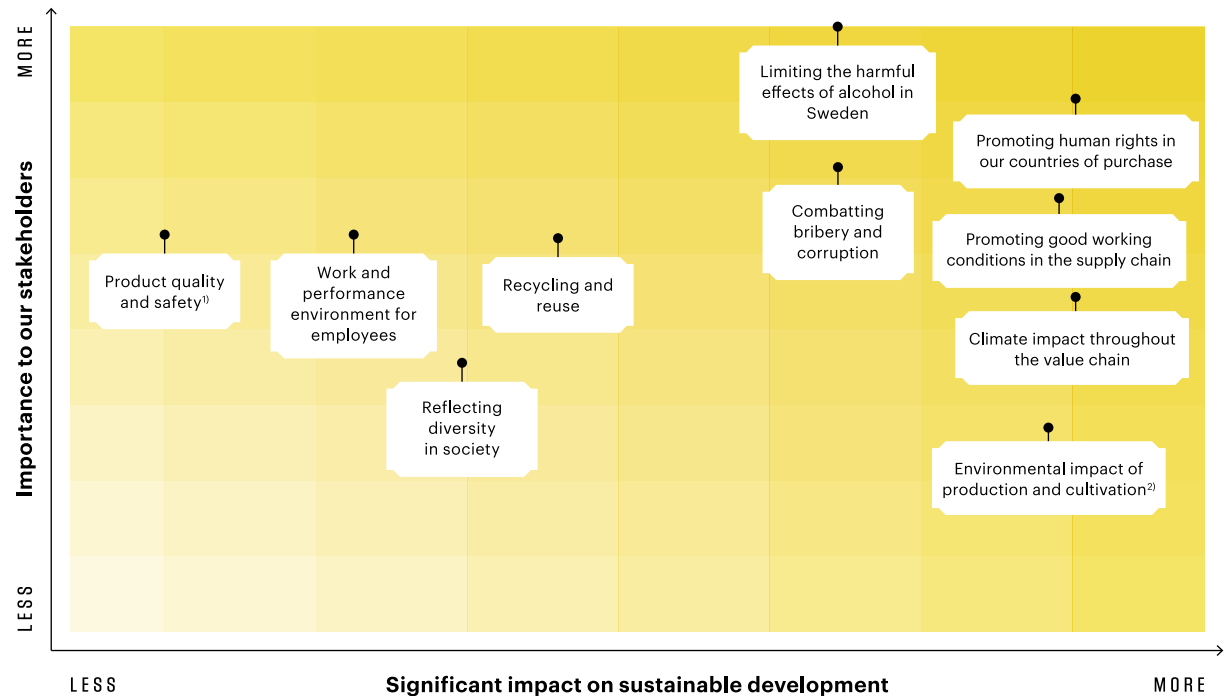 MORE
Importance to our stakeholders
LESS
Limiting the harmful
effects of alcohol in
Sweden
Promoting human rights in
our countries of purchase
Combatting
bribery and
corruption
Promoting good working
conditions in the supply chain
Product quality
and safety¹⁾
Work and
performance
environment for
employees
Recycling and
reuse
Climate impact throughout
the value chain
Reflecting
diversity
in society
Environmental impact of
production and cultivation²⁾
LESS
Significant impact on sustainable development
MORE